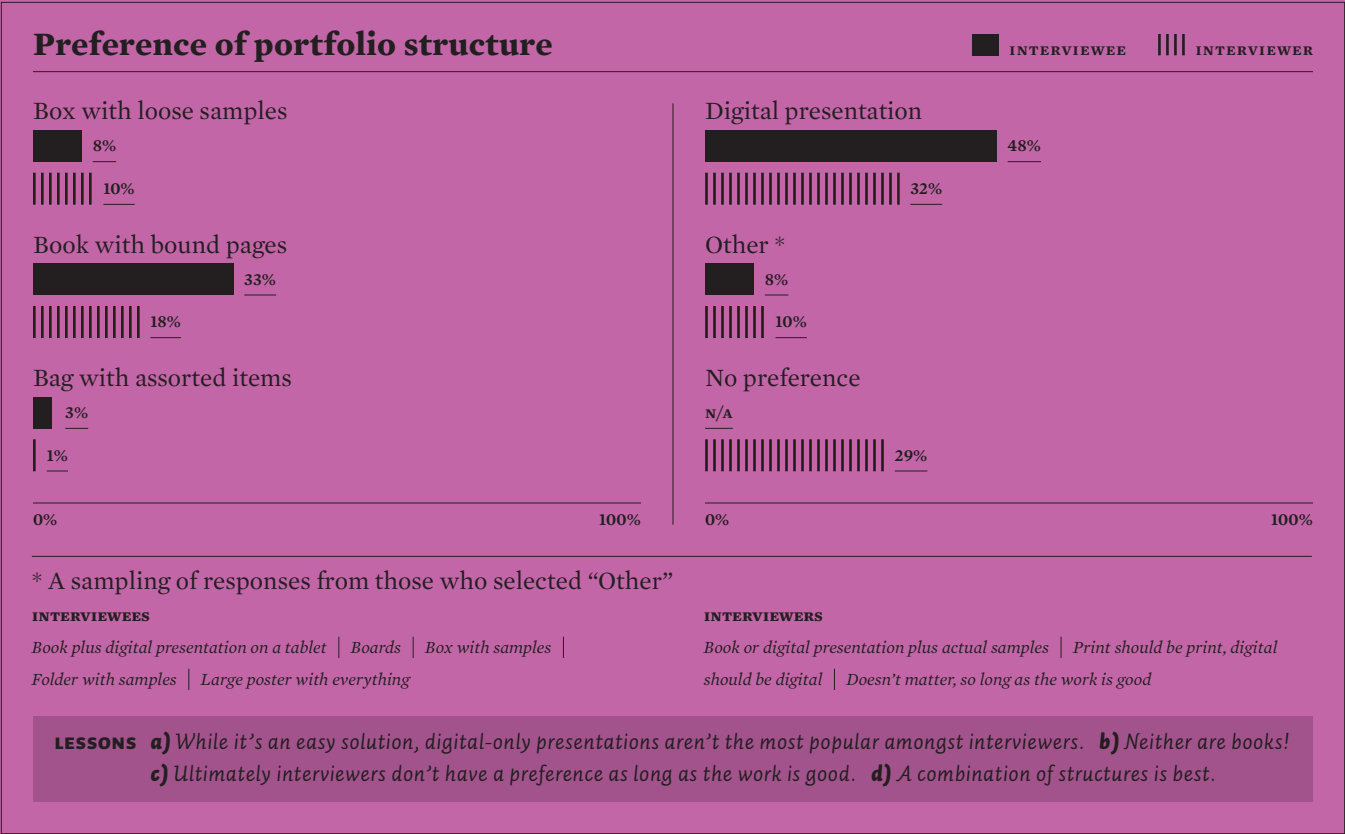 Preference of portfolio structure
INTERVIEWEE
INTERVIEWER
Box with loose samples
8%
10%
Book with bound pages
33%
18%
Bag with assorted items
3%
1%
0% 100%
Digital presentation
48%
32%
Other *
8%
10%
No preference
N/A
29%
0% 100%
* A sampling of responses from those who selected “Other”
INTERVIEWEES
Book plus digital presentation on a tablet | Boards | Box with samples |
Folder with samples | Large poster with everything
INTERVIEWERS
Book or digital presentation plus actual samples | Print should be print, digital
should be digital | Doesn’t matter, so long as the work is good
LESSONS a) While it’s an easy solution, digital-only presentations aren’t the most popular amongst interviewers. b) Neither are books!
c) Ultimately interviewers don’t have a preference as long as the work is good. d) A combination of structures is best.